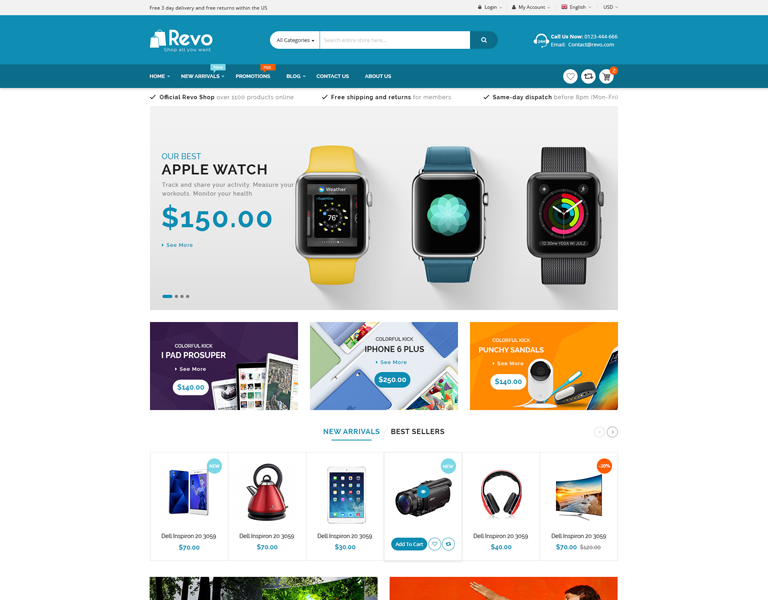 Free 3 day delivery and free returns within the US
Login
My Account
English
USD
Revo
Shop all you want
All Categories
Search entire store here...
24H
Call Us Now: 0123-444-666
Email: Contact@revo.com
New
Hot
HOME
NEW ARRIVALS
PROMOTIONS
BLOG
CONTACT US
ABOUT US
Official Revo Shop over 1100 products online
Free shipping and returns for members
Same-day dispatch before 8pm (Mon-Fri)
OUR BEST
APPLE WATCH
Track and share your activity. Measure your
workouts. Monitor your health
$150.00
See More
Weather
76°
12:30 YOGA W/ JULZ
COLORFUL KICK
I PAD PROSUPER
See More
$140.00
COLORFUL KICK
IPHONE 6 PLUS
See More
$250.00
COLORFUL KICK
PUNCHY SANDALS
See More
$140.00
NEW ARRIVALS
BEST SELLERS
NEW
NEW
-30%
Dell Inspiron 20 3059
$70.00
Dell Inspiron 20 3059
$70.00
Dell Inspiron 20 3059
$30.00
Add To Cart
Dell Inspiron 20 3059
$40.00
Dell Inspiron 20 3059
$70.00 $120.00